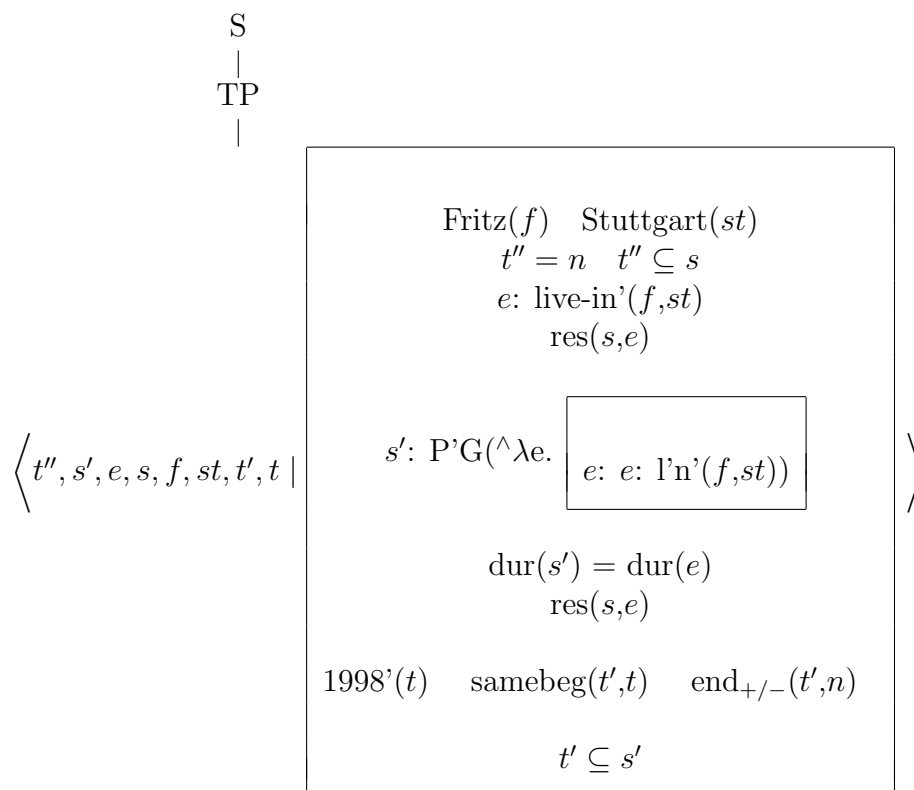 S
TP
Fritz(f) Stuttgart(st)
t″ = n t″ ⊆ s
e: live-in’(f,st)
res(s,e)
⟨t″, s′, e, s, f, st, t′, t | s′: P’G(^λe. e: e: l’n’(f,st))⟩
dur(s′) = dur(e)
res(s,e)
1998’(t) samebeg(t′,t) end+/−(t′,n)
t′ ⊆ s′